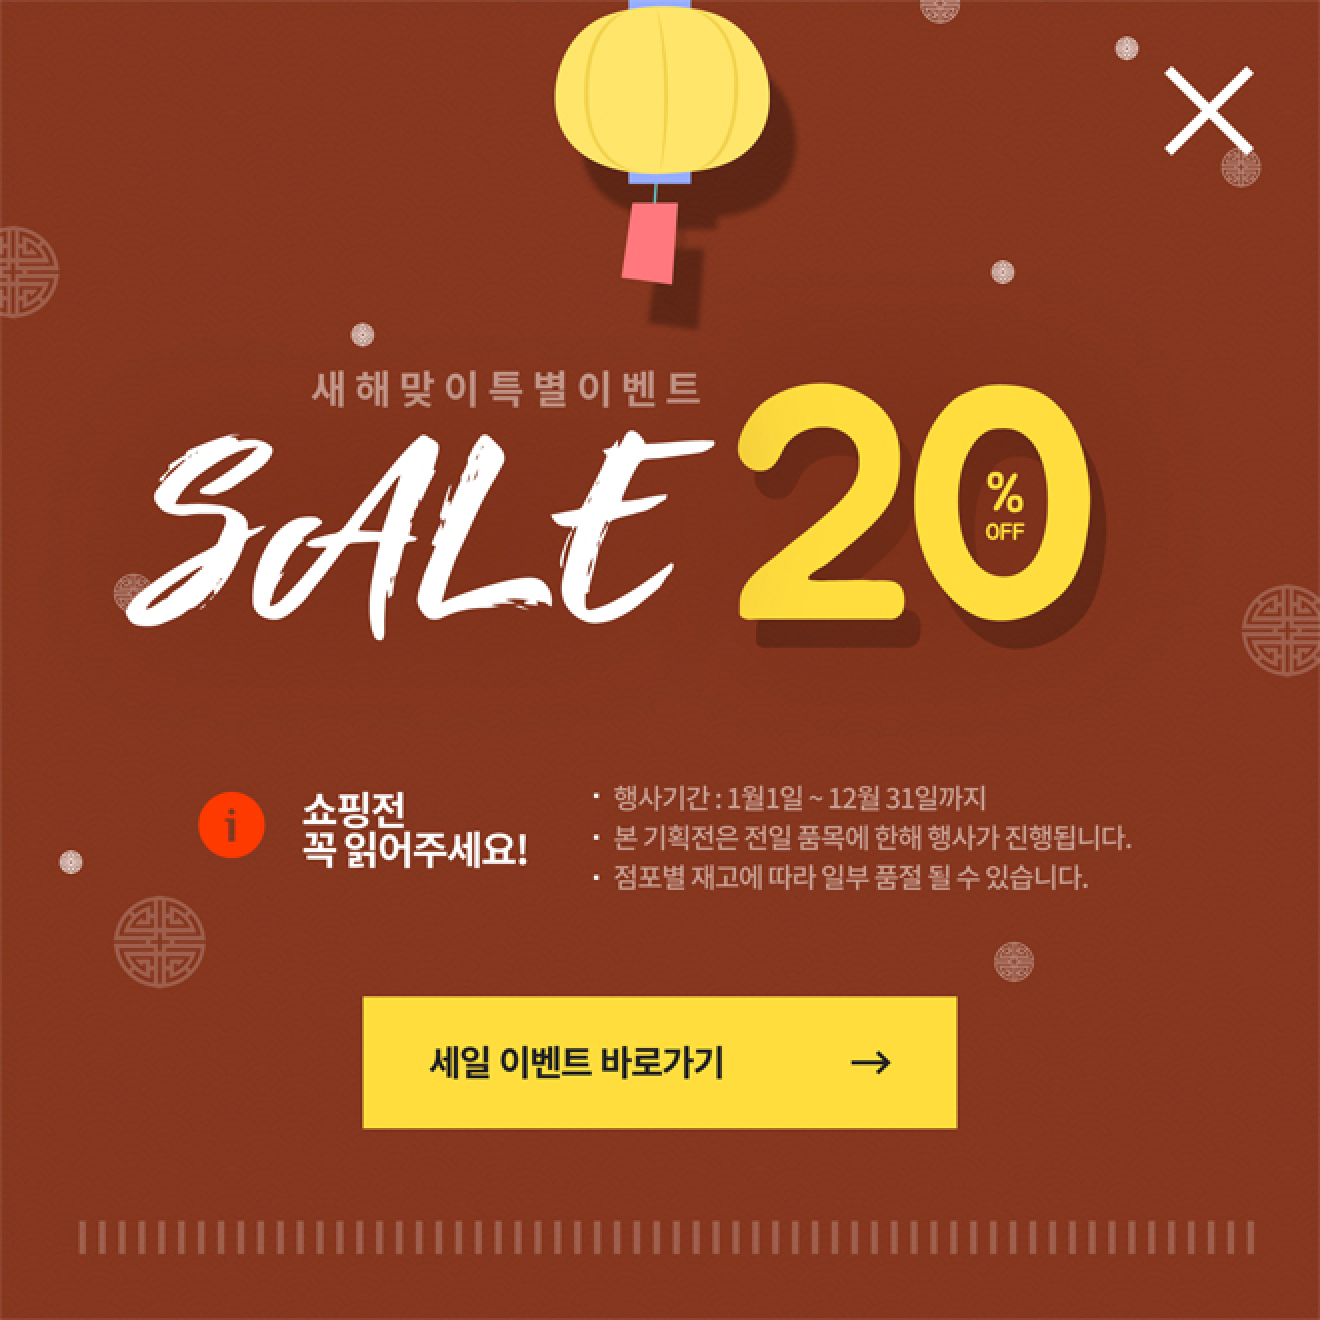 새해맞이특별이벤트
SALE 20
%
OFF
쇼핑전
꼭 읽어주세요!
· 행사기간 : 1월1일 ~ 12월 31일까지
· 본 기획전은 전일 품목에 한해 행사가 진행됩니다.
· 점포별 재고에 따라 일부 품절 될 수 있습니다.
세일 이벤트 바로가기 →